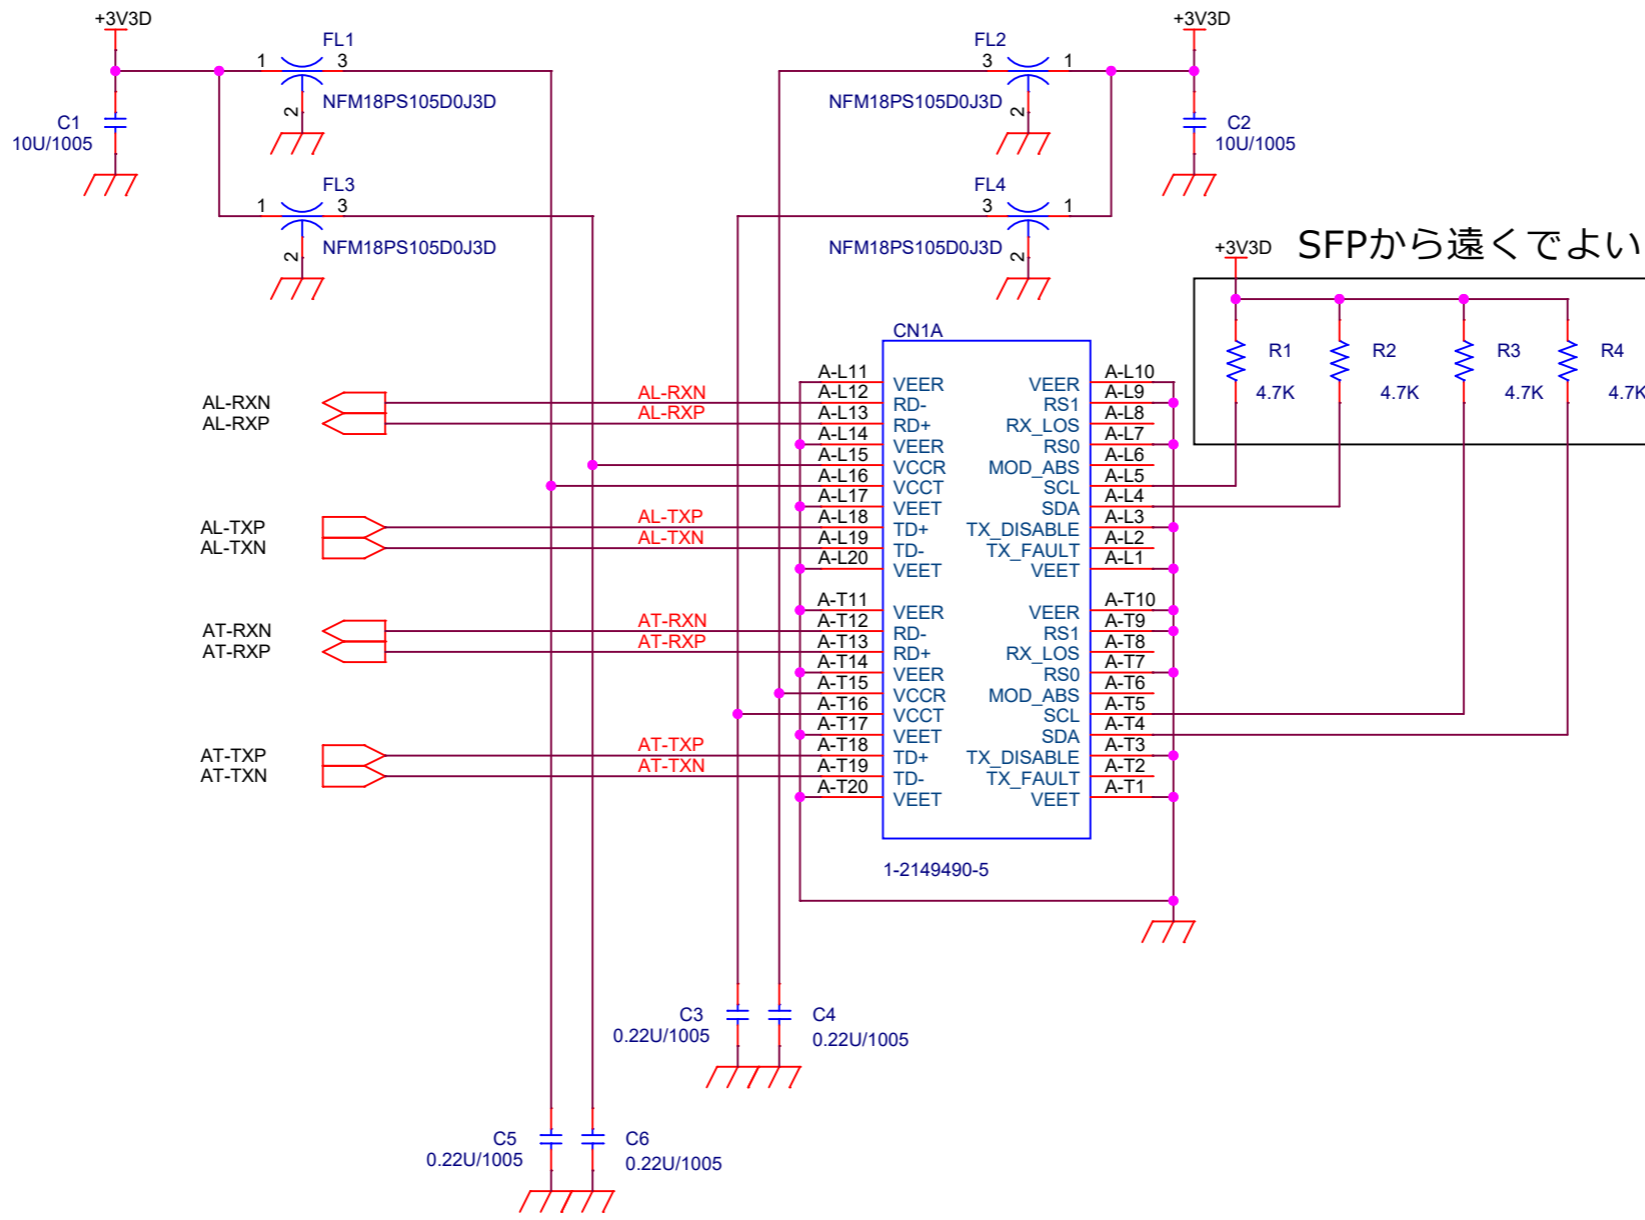 +3V3D
+3V3D
FL1
FL2
1
3
3
1
2
2
NFM18PS105D0J3D
NFM18PS105D0J3D
C1
10U/1005
C2
10U/1005
FL3
FL4
1
3
3
1
2
2
NFM18PS105D0J3D
NFM18PS105D0J3D
+3V3D
SFPから遠くでよい
R1
4.7K
R2
4.7K
R3
4.7K
R4
4.7K
CN1A
A-L11 VEER
VEER A-L10
AL-RXN
AL-RXN
A-L12 RD-
RS1 A-L9
AL-RXP
AL-RXP
A-L13 RD+
RX_LOS A-L8
A-L14 VEER
RS0 A-L7
A-L15 VCCR
MOD_ABS A-L6
A-L16 VCCT
SCL A-L5
A-L17 VEET
SDA A-L4
AL-TXP
AL-TXP
A-L18 TD+
TX_DISABLE A-L3
AL-TXN
AL-TXN
A-L19 TD-
TX_FAULT A-L2
A-L20 VEET
VEET A-L1
A-T11 VEER
VEER A-T10
AT-RXN
AT-RXN
A-T12 RD-
RS1 A-T9
AT-RXP
AT-RXP
A-T13 RD+
RX_LOS A-T8
A-T14 VEER
RS0 A-T7
A-T15 VCCR
MOD_ABS A-T6
A-T16 VCCT
SCL A-T5
A-T17 VEET
SDA A-T4
AT-TXP
AT-TXP
A-T18 TD+
TX_DISABLE A-T3
AT-TXN
AT-TXN
A-T19 TD-
TX_FAULT A-T2
A-T20 VEET
VEET A-T1
1-2149490-5
C3
0.22U/1005
C4
0.22U/1005
C5
0.22U/1005
C6
0.22U/1005